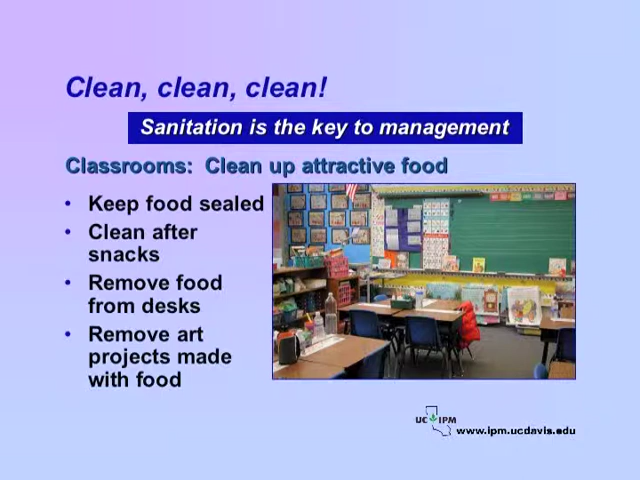 Clean, clean, clean!
Sanitation is the key to management
Classrooms: Clean up attractive food
• Keep food sealed
• Clean after
snacks
• Remove food
from desks
• Remove art
projects made
with food
UC IPM
www.ipm.ucdavis.edu